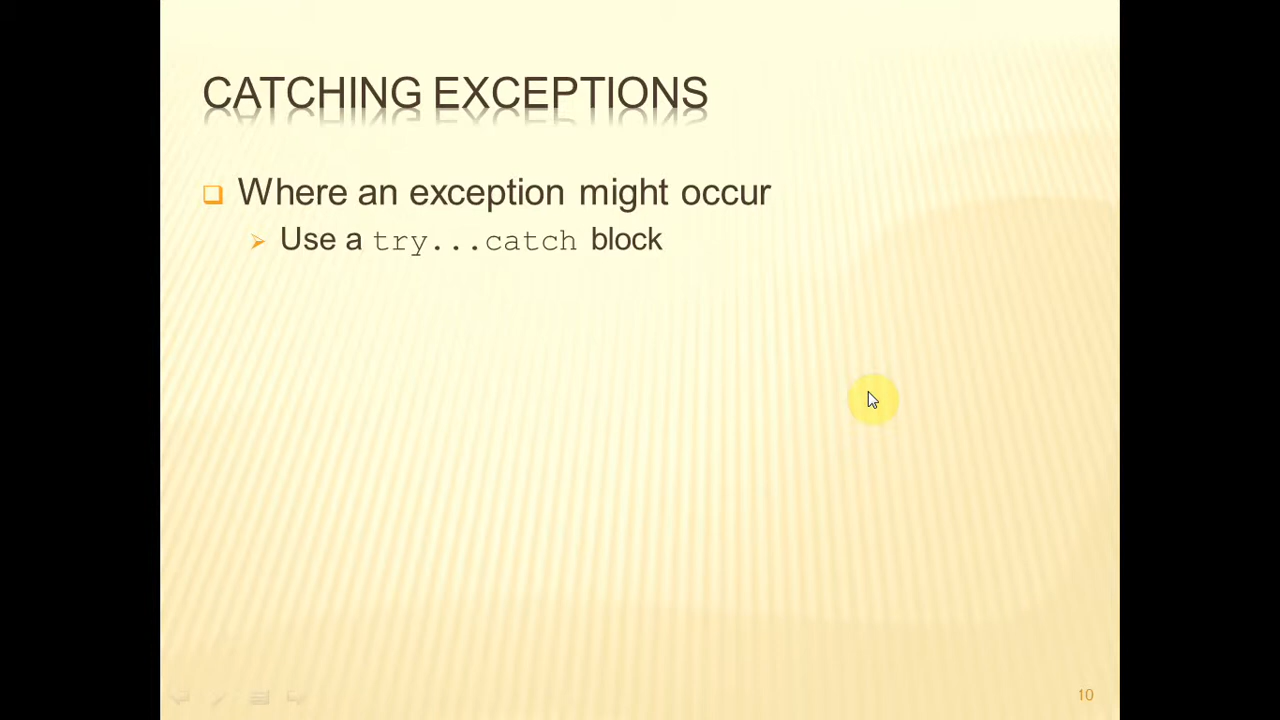 CATCHING EXCEPTIONS
Where an exception might occur
Use a try...catch block
10